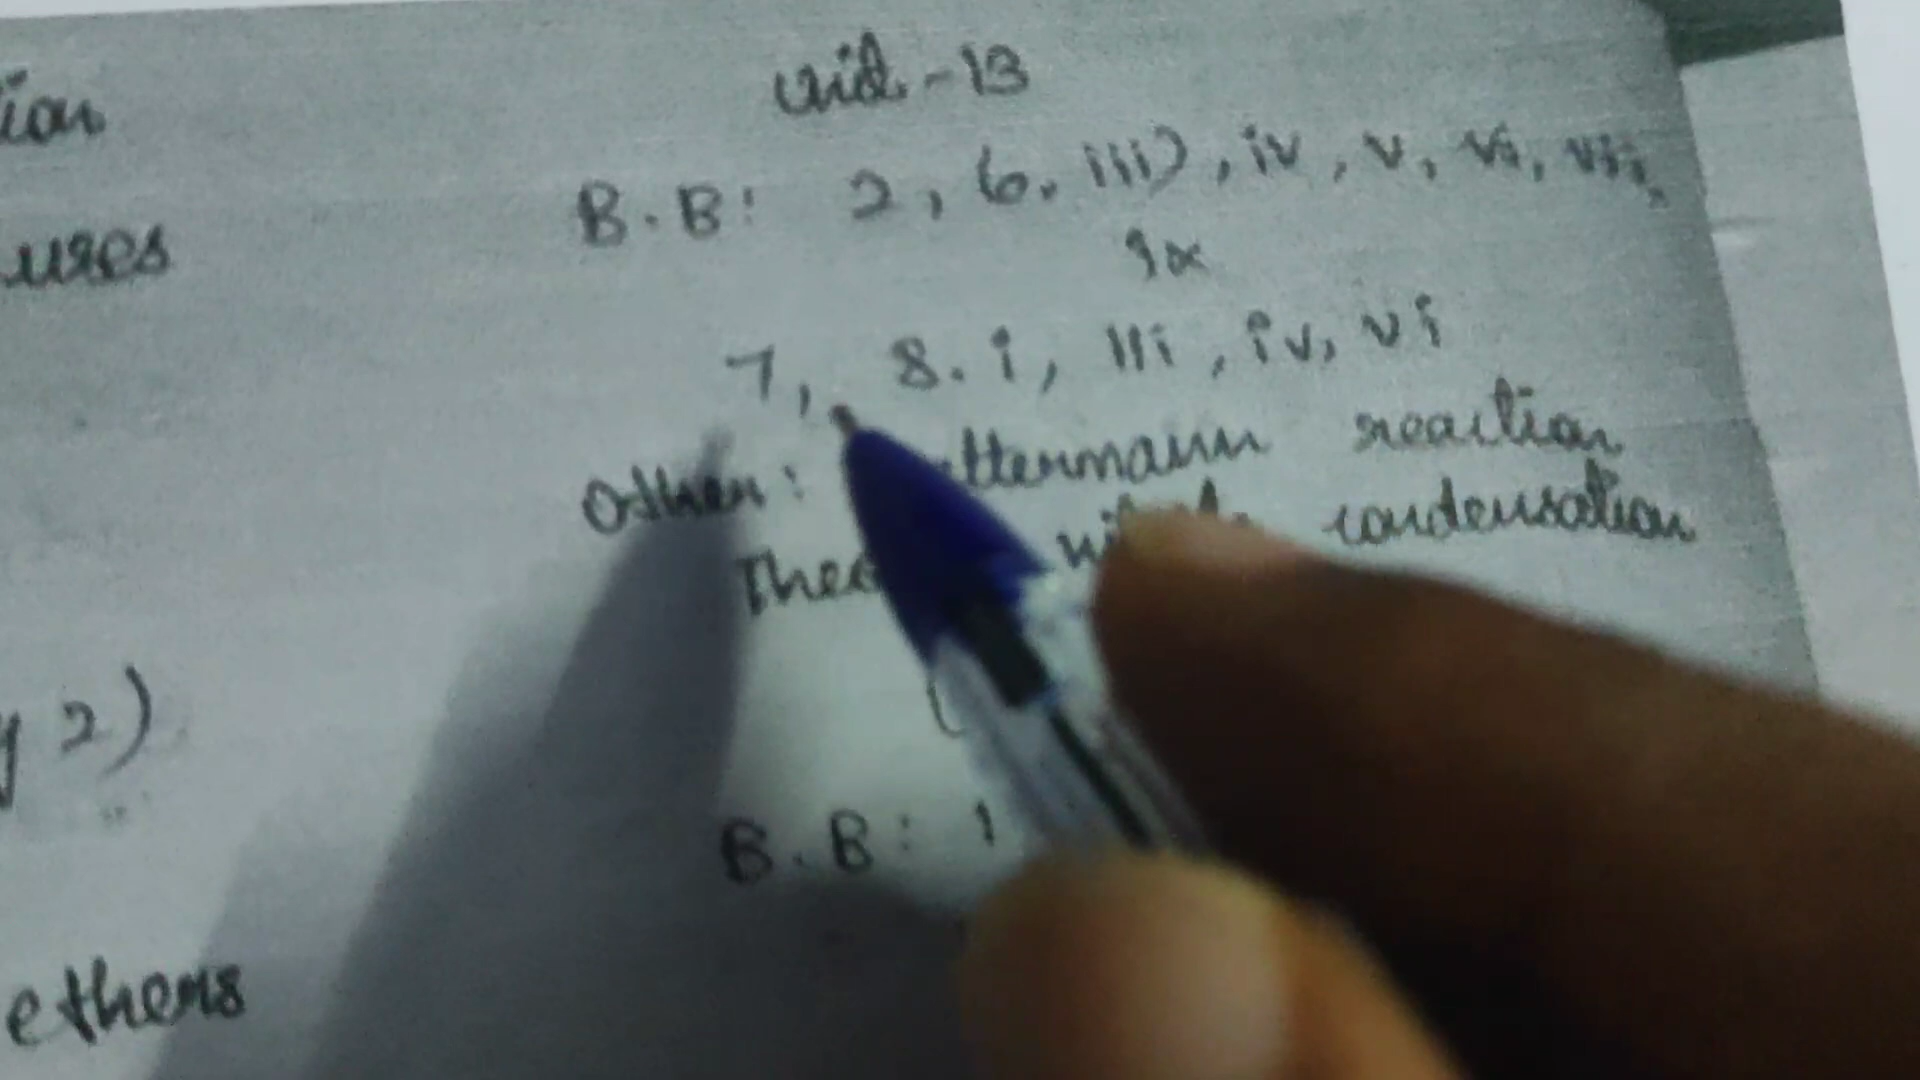 ion
unit - 13
B.B: 2, 6. iii), iv, v, vi, vii,
ures
ix
7, 8. i, iii, iv, vi
Other: reaction
condensation
y 2)
B.B: 1
ethers